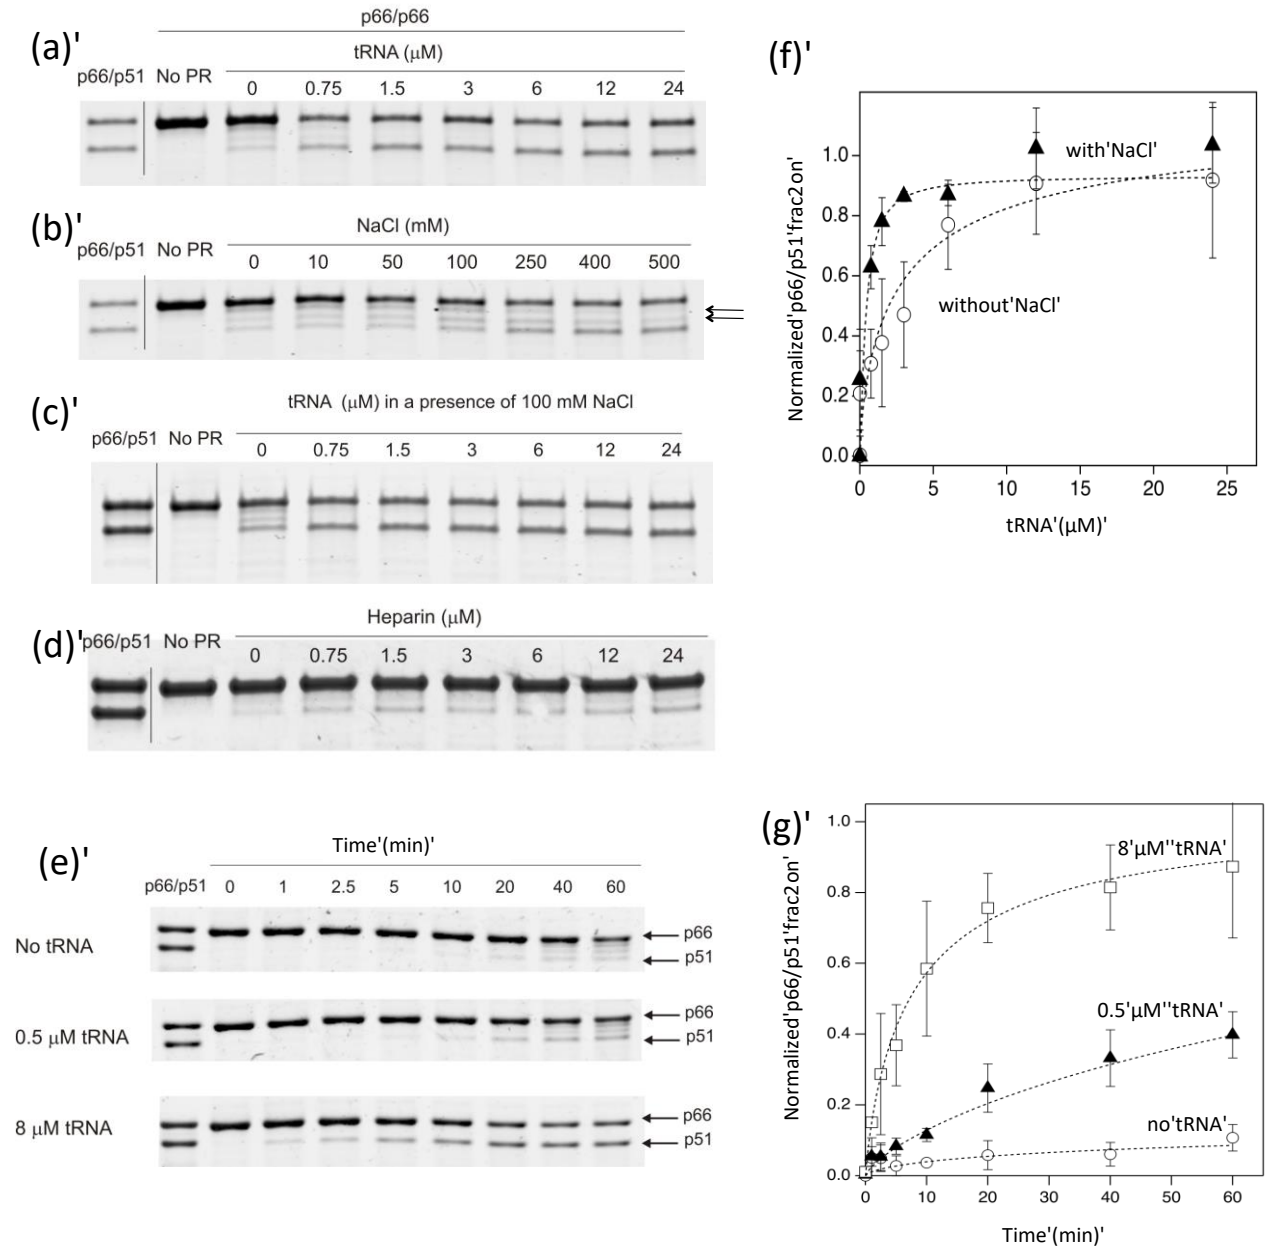 (a)'
p66/p66
tRNA (μM)
p66/p51 No PR
0 0.75 1.5 3 6 12 24
(b)'
NaCl (mM)
p66/p51 No PR
0 10 50 100 250 400 500
(c)'
tRNA (μM) in a presence of 100 mM NaCl
p66/p51 No PR
0 0.75 1.5 3 6 12 24
(d)'
Heparin (μM)
p66/p51 No PR
0 0.75 1.5 3 6 12 24
(e)'
Time'(min)'
p66/p51 0 1 2.5 5 10 20 40 60
No tRNA
p66
p51
0.5 μM tRNA
p66
p51
8 μM tRNA
p66
p51
(f)'
Normalized'p66/p51'frac2on'
1.0
0.8
0.6
0.4
0.2
0.0
with'NaCl'
without'NaCl'
0 5 10 15 20 25
tRNA'(μM)'
(g)'
Normalized'p66/p51'frac2on'
1.0
0.8
0.6
0.4
0.2
0.0
8'μM''tRNA'
0.5'μM''tRNA'
no'tRNA'
0 10 20 30 40 50 60
Time'(min)'